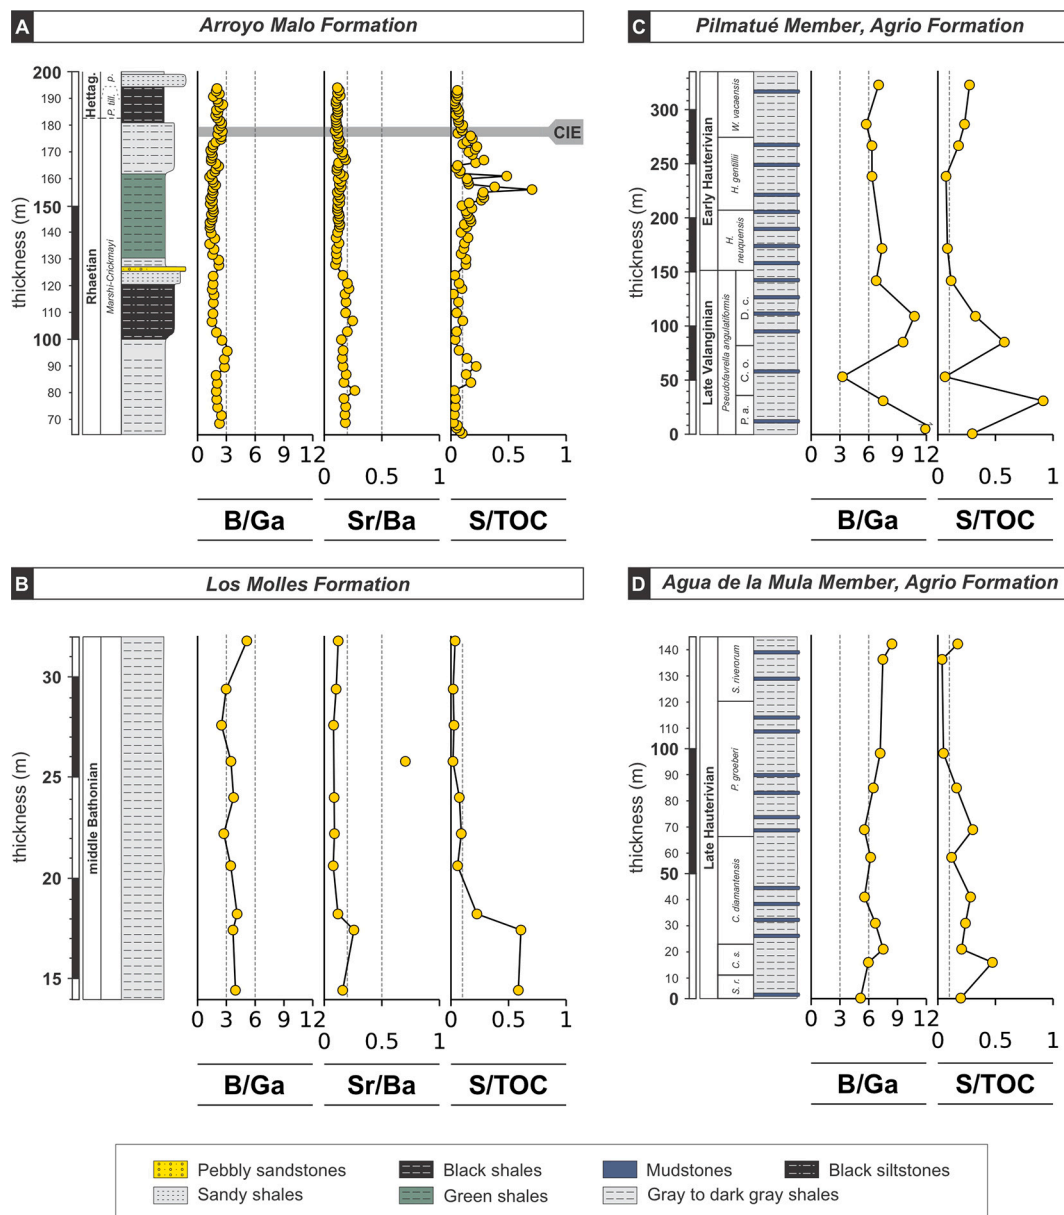 A Arroyo Malo Formation
thickness (m)
200
190
180
170
160
150
140
130
120
110
100
90
80
70
Hettag.
Rhaetian
P. till.
p.
Marshi-Crickmayi
CIE
0 3 6 9 12
0 0.5 1
0 0.5 1
B/Ga Sr/Ba S/TOC
C Pilmatué Member, Agrio Formation
thickness (m)
300
250
200
150
100
50
0
Early Hauterivian
Late Valanginian
W. vacaensis
H. gentillii
H. neuquensis
Pseudofavrella angulatiformis
D. c.
C. o.
P. a.
0 3 6 9 12
0 0.5 1
B/Ga S/TOC
B Los Molles Formation
thickness (m)
30
25
20
15
middle Bathonian
0 3 6 9 12
0 0.5 1
0 0.5 1
B/Ga Sr/Ba S/TOC
D Agua de la Mula Member, Agrio Formation
thickness (m)
140
130
120
110
100
90
80
70
60
50
40
30
20
10
0
Late Hauterivian
S. riverorum
P. groeberi
C. diamantensis
C. s.
S. r.
0 3 6 9 12
0 0.5 1
B/Ga S/TOC
Pebbly sandstones Black shales Mudstones Black siltstones
Sandy shales Green shales Gray to dark gray shales